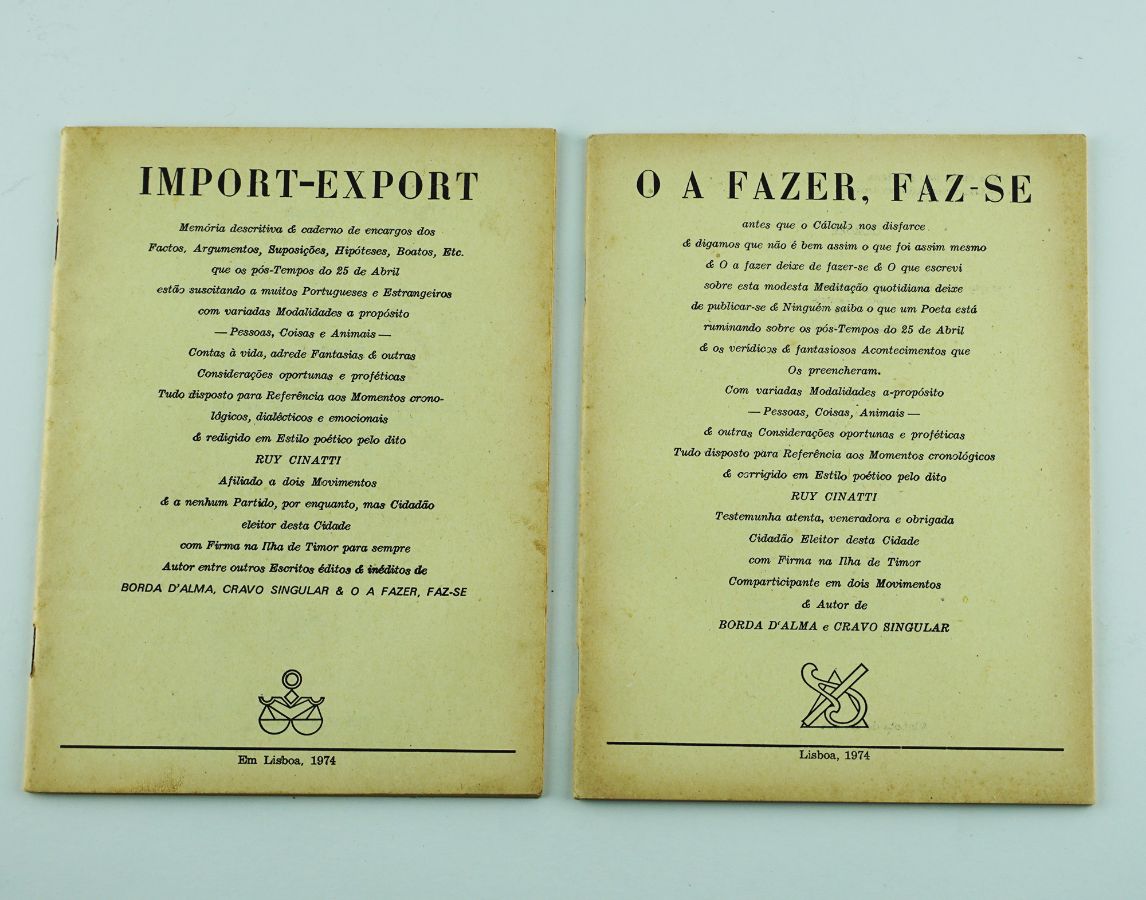 IMPORT-EXPORT
Memória descritiva & caderno de encargos dos
Factos, Argumentos, Suposições, Hipóteses, Boatos, Etc.
que os pós-Tempos do 25 de Abril
estão suscitando a muitos Portugueses e Estrangeiros
com variadas Modalidades a propósito
— Pessoas, Coisas e Animais —
Contas à vida, adrede Fantasias & outras
Considerações oportunas e proféticas
Tudo disposto para Referência aos Momentos crono-
lógicos, dialécticos e emocionais
& redigido em Estilo poético pelo dito
RUY CINATTI
Afiliado a dois Movimentos
& a nenhum Partido, por enquanto, mas Cidadão
eleitor desta Cidade
com Firma na Ilha de Timor para sempre
Autor entre outros Escritos éditos & inéditos de
BORDA D'ALMA, CRAVO SINGULAR & O A FAZER, FAZ-SE
Em Lisboa, 1974
O A FAZER, FAZ-SE
antes que o Cálculo nos disfarce
& digamos que não é bem assim o que foi assim mesmo
& O a fazer deixe de fazer-se & O que escrevi
sobre esta modesta Meditação quotidiana deixe
de publicar-se & Ninguém saiba o que um Poeta está
ruminando sobre os pós-Tempos do 25 de Abril
& os verídicos & fantasiosos Acontecimentos que
Os preencheram.
Com variadas Modalidades a-propósito
— Pessoas, Coisas, Animais —
& outras Considerações oportunas e proféticas
Tudo disposto para Referência aos Momentos cronológicos
& corrigido em Estilo poético pelo dito
RUY CINATTI
Testemunha atenta, veneradora e obrigada
Cidadão Eleitor desta Cidade
com Firma na Ilha de Timor
Comparticipante em dois Movimentos
& Autor de
BORDA D'ALMA e CRAVO SINGULAR
Lisboa, 1974